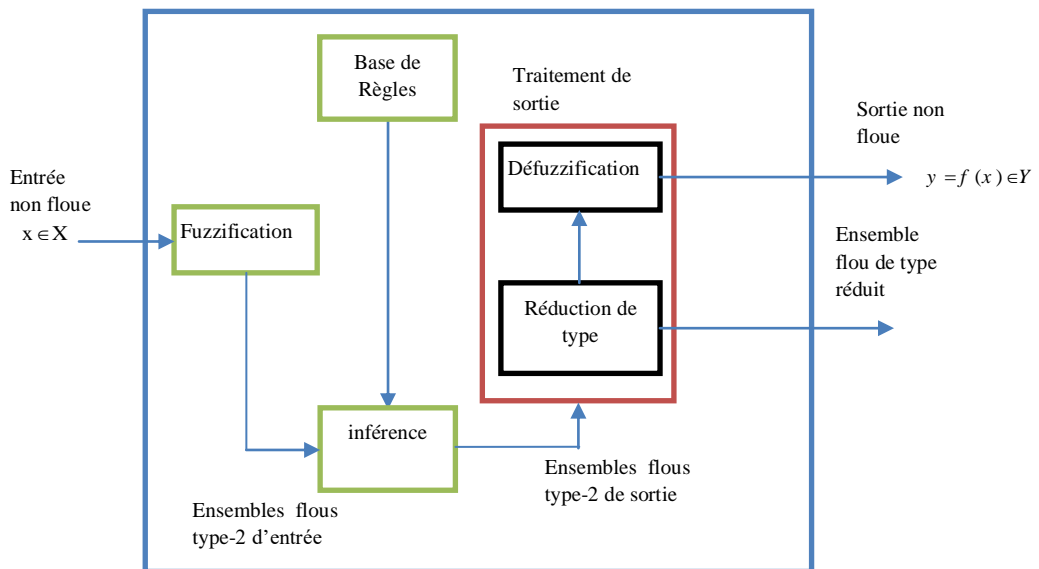 Base de
Règles
Traitement de
sortie
Sortie non
floue
Défuzzification
y = f (x) ∈ Y
Entrée
non floue
x ∈ X
Fuzzification
Ensemble
flou de type
réduit
Réduction de
type
inférence
Ensembles flous
type-2 de sortie
Ensembles flous
type-2 d’entrée